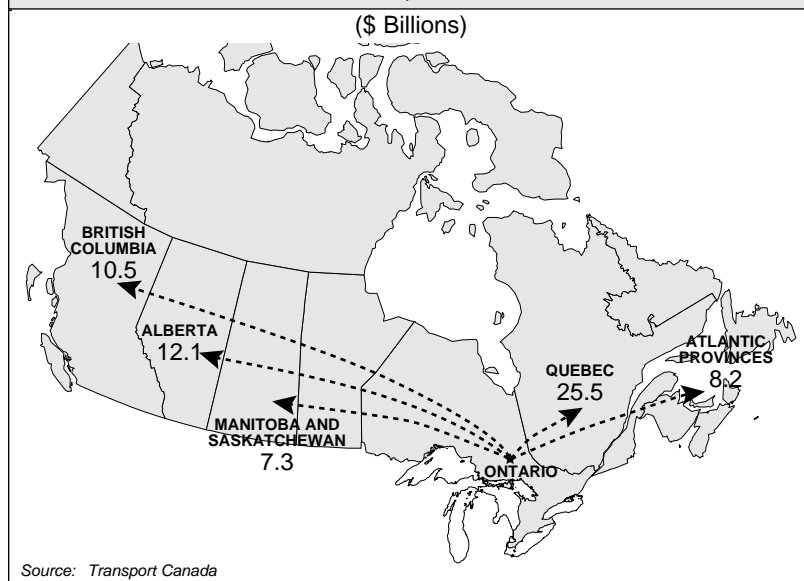 ($ Billions)
BRITISH
COLUMBIA
10.5
ALBERTA
12.1
MANITOBA AND
SASKATCHEWAN
7.3
ONTARIO
QUEBEC
25.5
ATLANTIC
PROVINCES
8.2
Source: Transport Canada